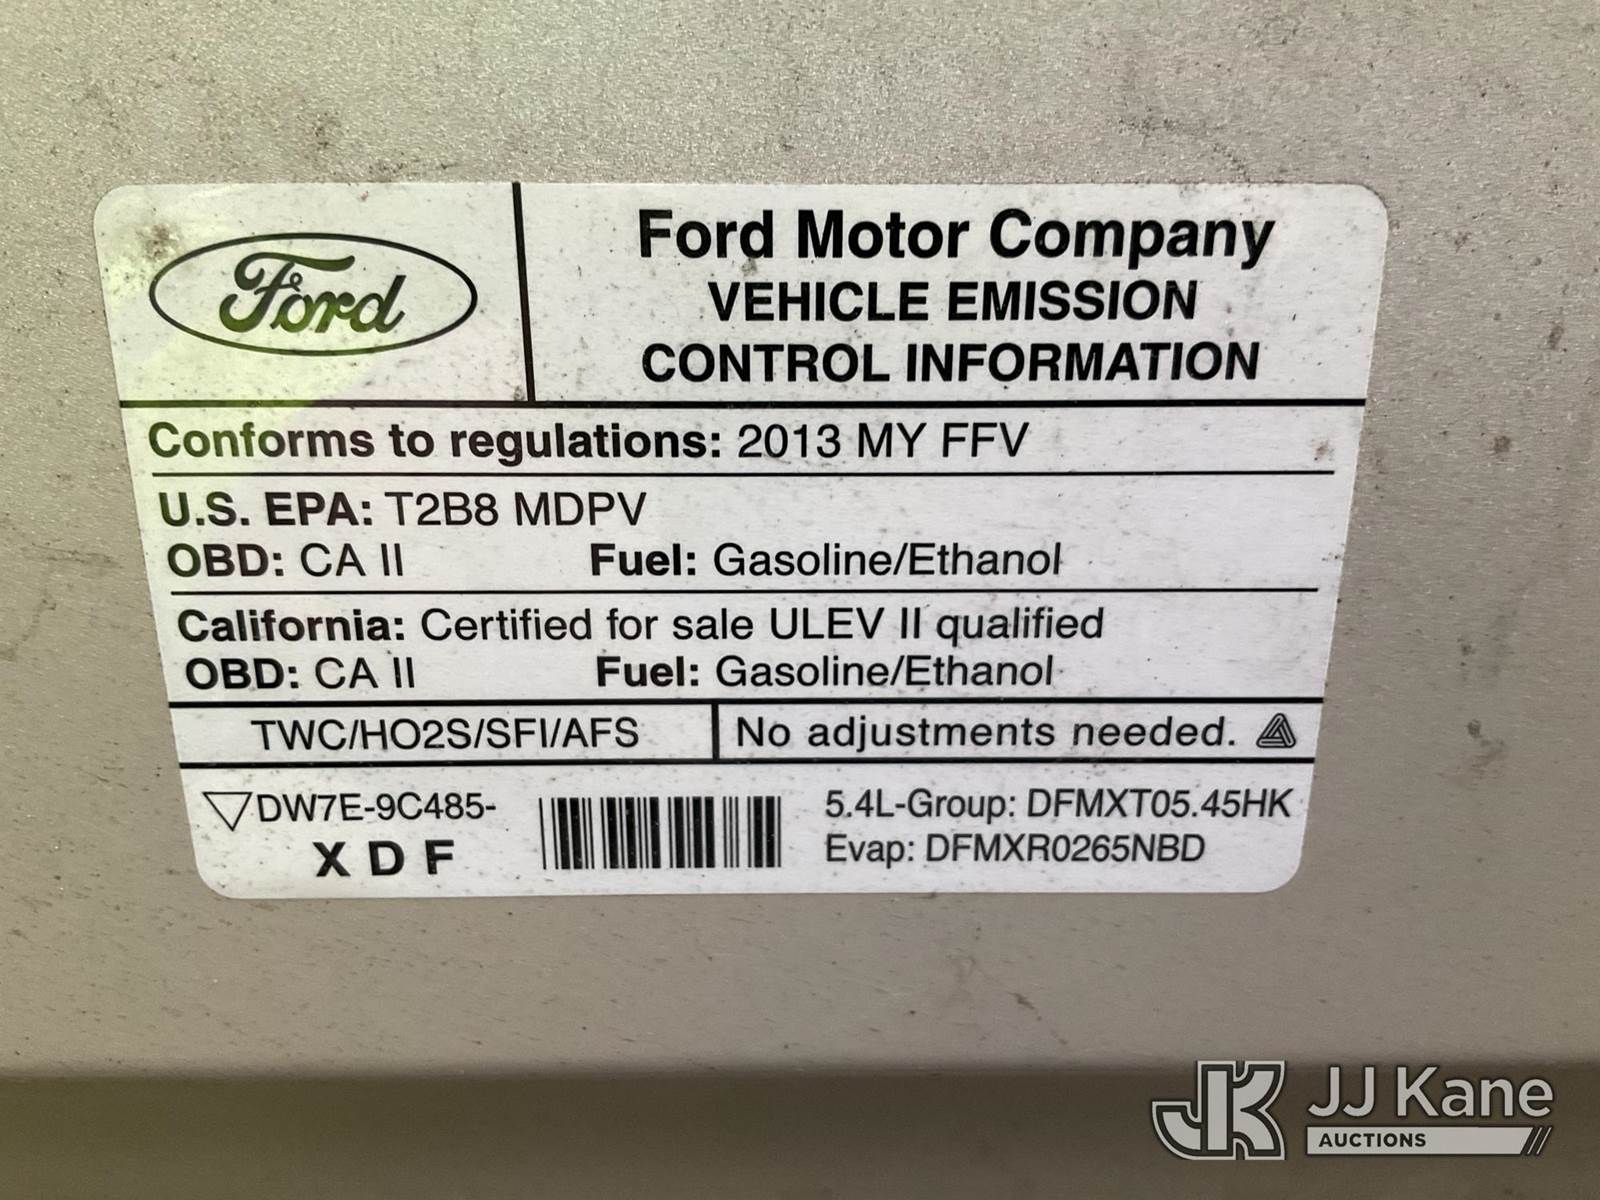 Ford
Ford Motor Company
VEHICLE EMISSION
CONTROL INFORMATION
Conforms to regulations: 2013 MY FFV
U.S. EPA: T2B8 MDPV
OBD: CA II Fuel: Gasoline/Ethanol
California: Certified for sale ULEV II qualified
OBD: CA II Fuel: Gasoline/Ethanol
TWC/HO2S/SFI/AFS No adjustments needed.
DW7E-9C485-
X D F
5.4L-Group: DFMXT05.45HK
Evap: DFMXR0265NBD
JK JJ Kane
AUCTIONS